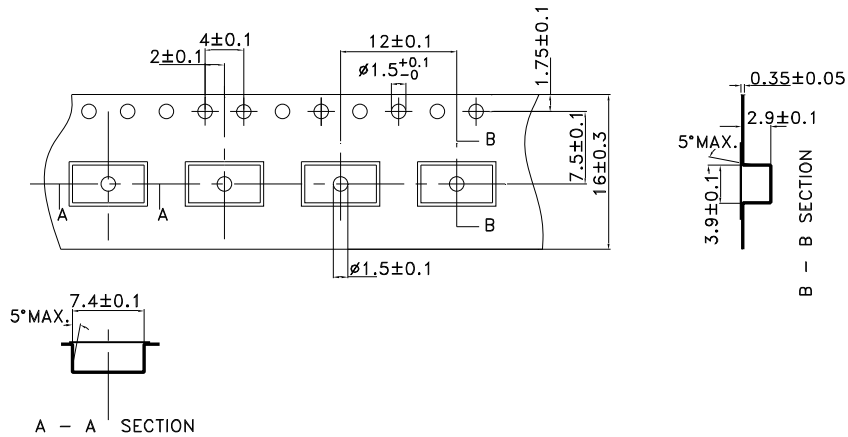 4±0.1
2±0.1
12±0.1
ø1.5+0.1 -0
1.75±0.1
7.5±0.1
16±0.3
B
A A
B
ø1.5±0.1
0.35±0.05
2.9±0.1
5°MAX.
3.9±0.1
B - B SECTION
7.4±0.1
5°MAX.
A - A SECTION